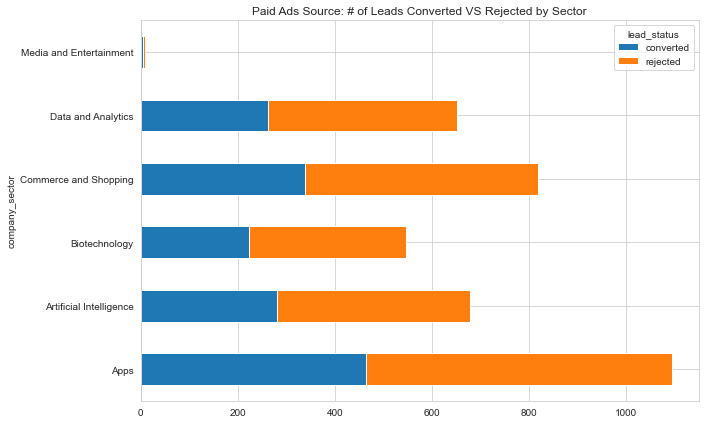 Paid Ads Source: # of Leads Converted VS Rejected by Sector
lead_status
converted
rejected
company_sector
Media and Entertainment
Data and Analytics
Commerce and Shopping
Biotechnology
Artificial Intelligence
Apps
0 200 400 600 800 1000